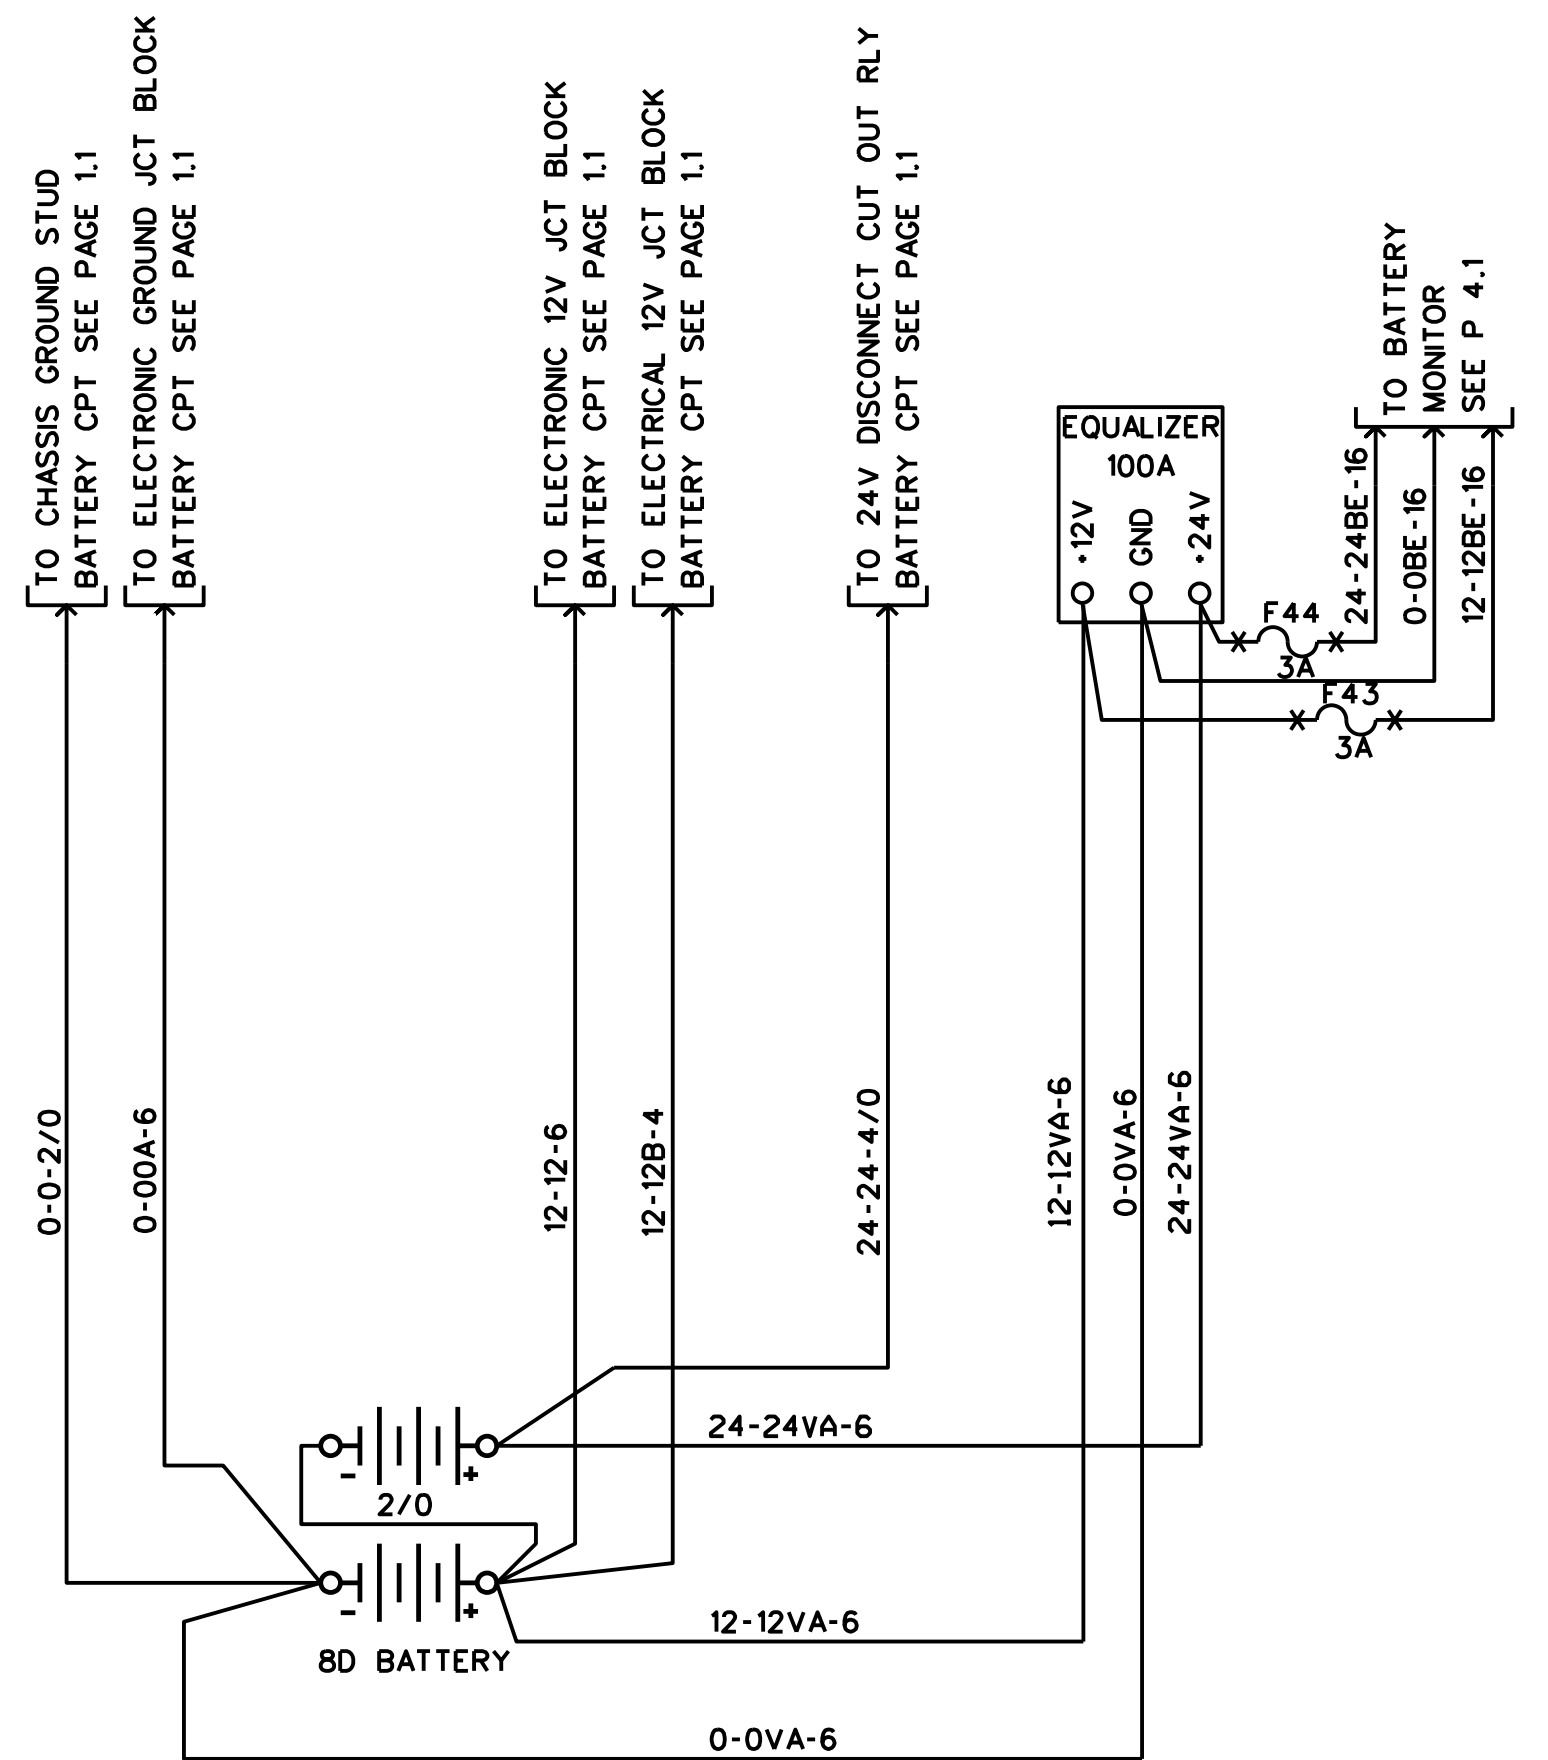 TO CHASSIS GROUND STUD
BATTERY CPT SEE PAGE 1.1
TO ELECTRONIC GROUND JCT BLOCK
BATTERY CPT SEE PAGE 1.1
TO ELECTRONIC 12V JCT BLOCK
BATTERY CPT SEE PAGE 1.1
TO ELECTRICAL 12V JCT BLOCK
BATTERY CPT SEE PAGE 1.1
TO 24V DISCONNECT CUT OUT RLY
BATTERY CPT SEE PAGE 1.1
TO BATTERY
MONITOR
SEE P 4.1
EQUALIZER
100A
+12V
GND
+24V
24-24BE-16
0-0BE-16
12-12BE-16
F44
3A
F43
3A
0-0-2/0
0-00A-6
12-12-6
12-12B-4
24-24-4/0
12-12VA-6
0-0VA-6
24-24VA-6
24-24VA-6
- +
2/0
- +
12-12VA-6
8D BATTERY
0-0VA-6